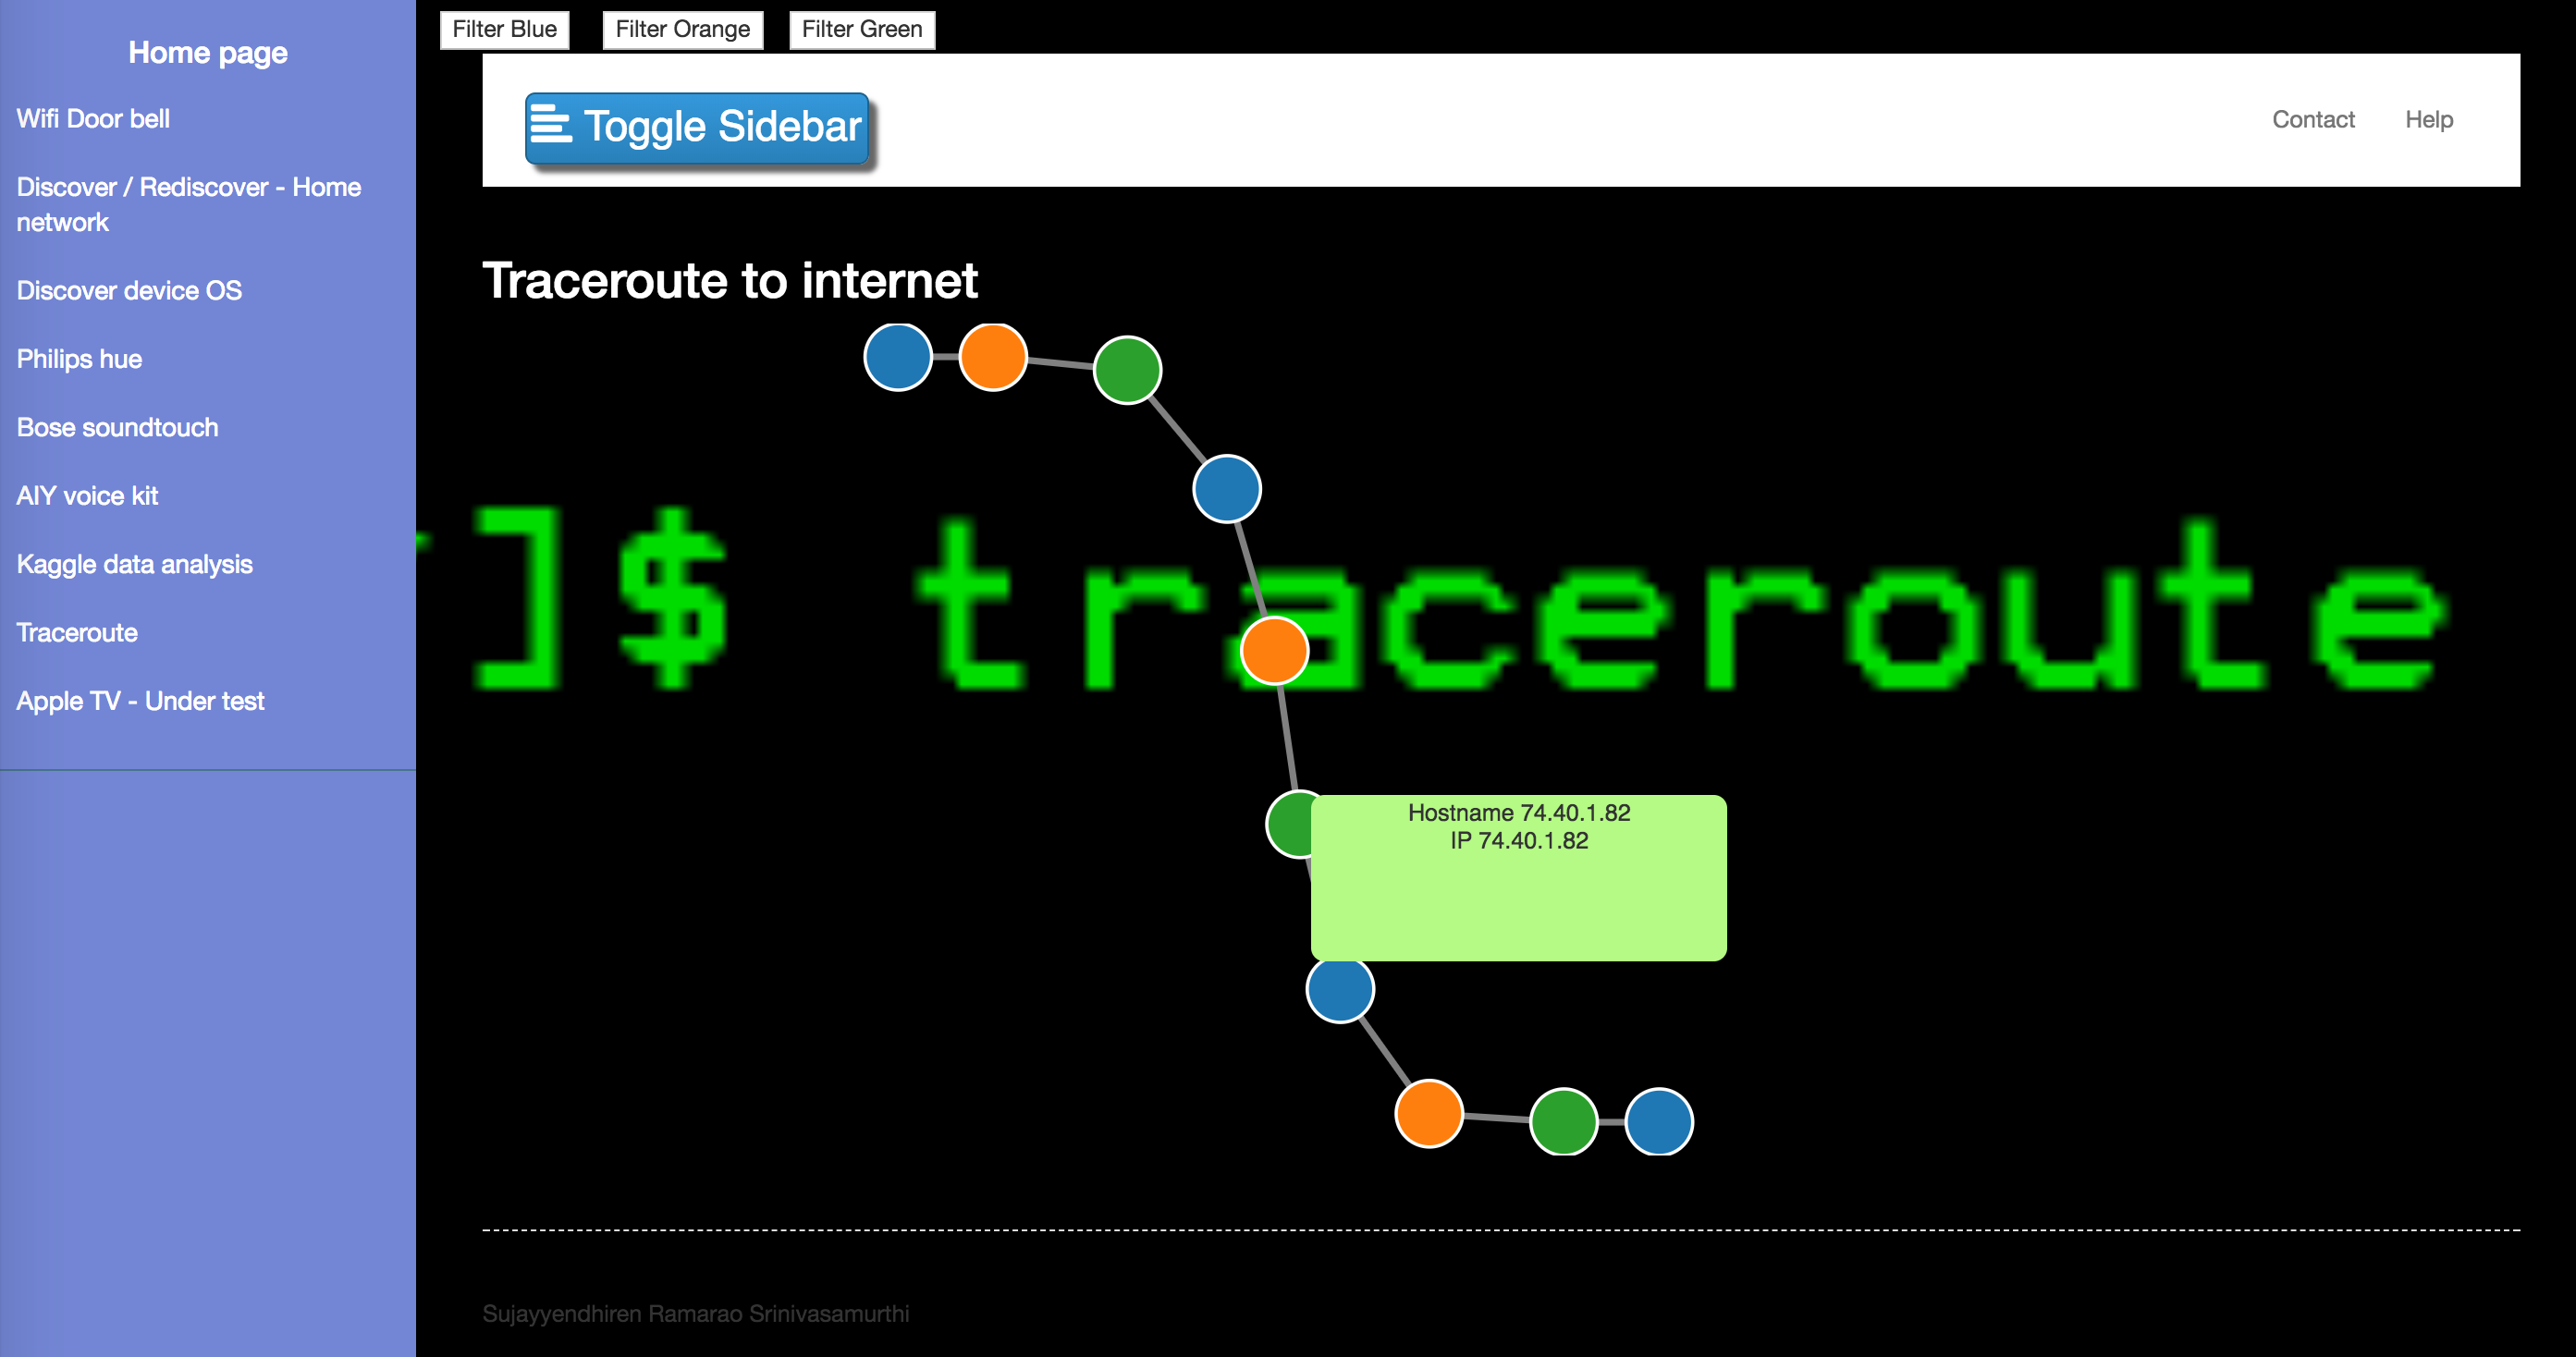 Home page
Wifi Door bell
Discover / Rediscover - Home
network
Discover device OS
Philips hue
Bose soundtouch
AIY voice kit
Kaggle data analysis
Traceroute
Apple TV - Under test
Filter Blue
Filter Orange
Filter Green
Toggle Sidebar
Contact
Help
Traceroute to internet
]$ traceroute
Hostname 74.40.1.82
IP 74.40.1.82
Sujayyendhiren Ramarao Srinivasamurthi